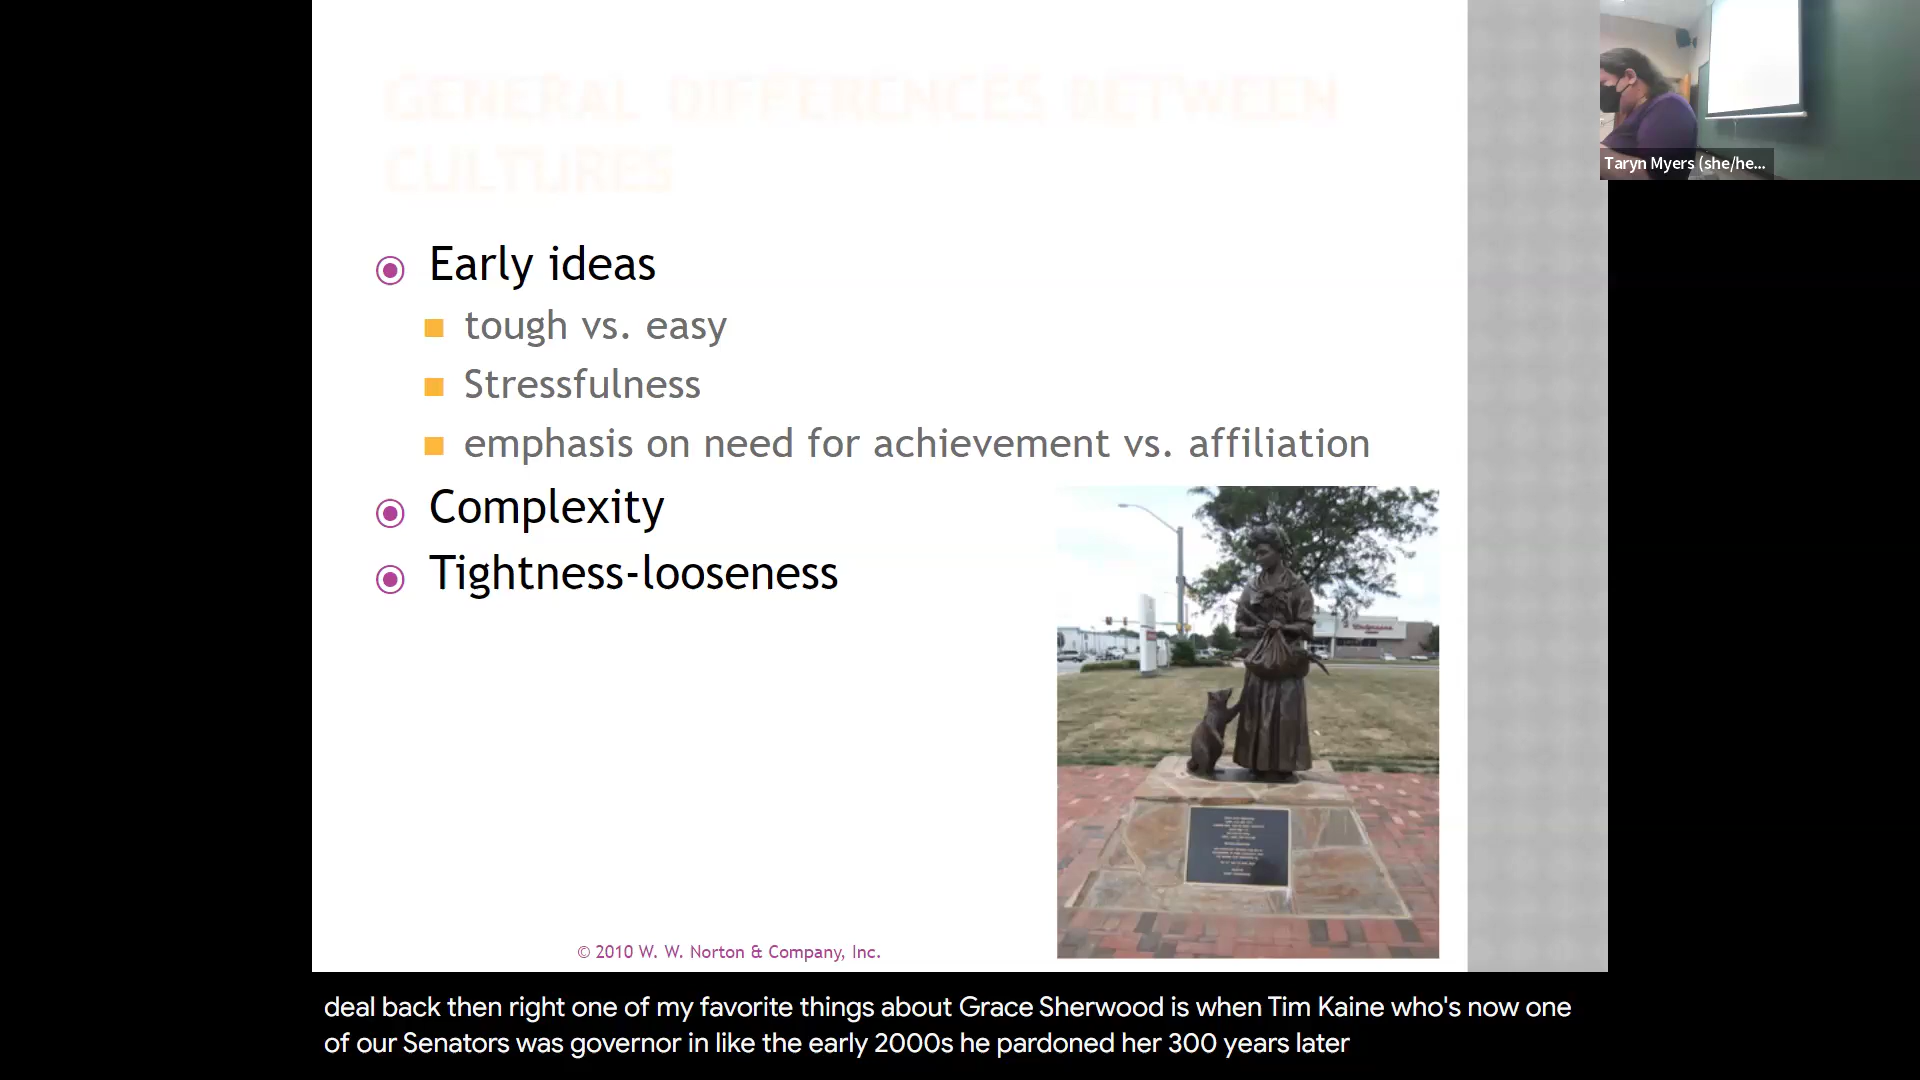 GENERAL DIFFERENCES BETWEEN
CULTURES
Early ideas
tough vs. easy
Stressfulness
emphasis on need for achievement vs. affiliation
Complexity
Tightness-looseness
Walgreens
© 2010 W. W. Norton & Company, Inc.
Taryn Myers (she/he...
deal back then right one of my favorite things about Grace Sherwood is when Tim Kaine who's now one
of our Senators was governor in like the early 2000s he pardoned her 300 years later